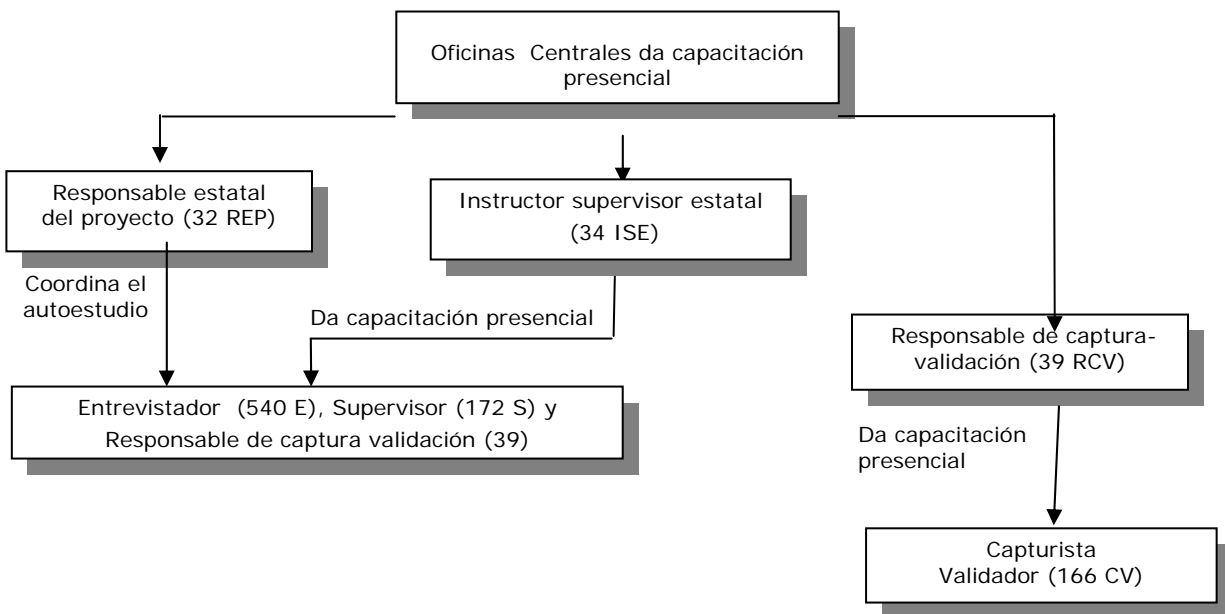 Oficinas Centrales da capacitación
presencial
Responsable estatal
del proyecto (32 REP)
Instructor supervisor estatal
(34 ISE)
Coordina el
autoestudio
Da capacitación presencial
Responsable de captura-
validación (39 RCV)
Entrevistador (540 E), Supervisor (172 S) y
Responsable de captura validación (39)
Da capacitación
presencial
Capturista
Validador (166 CV)